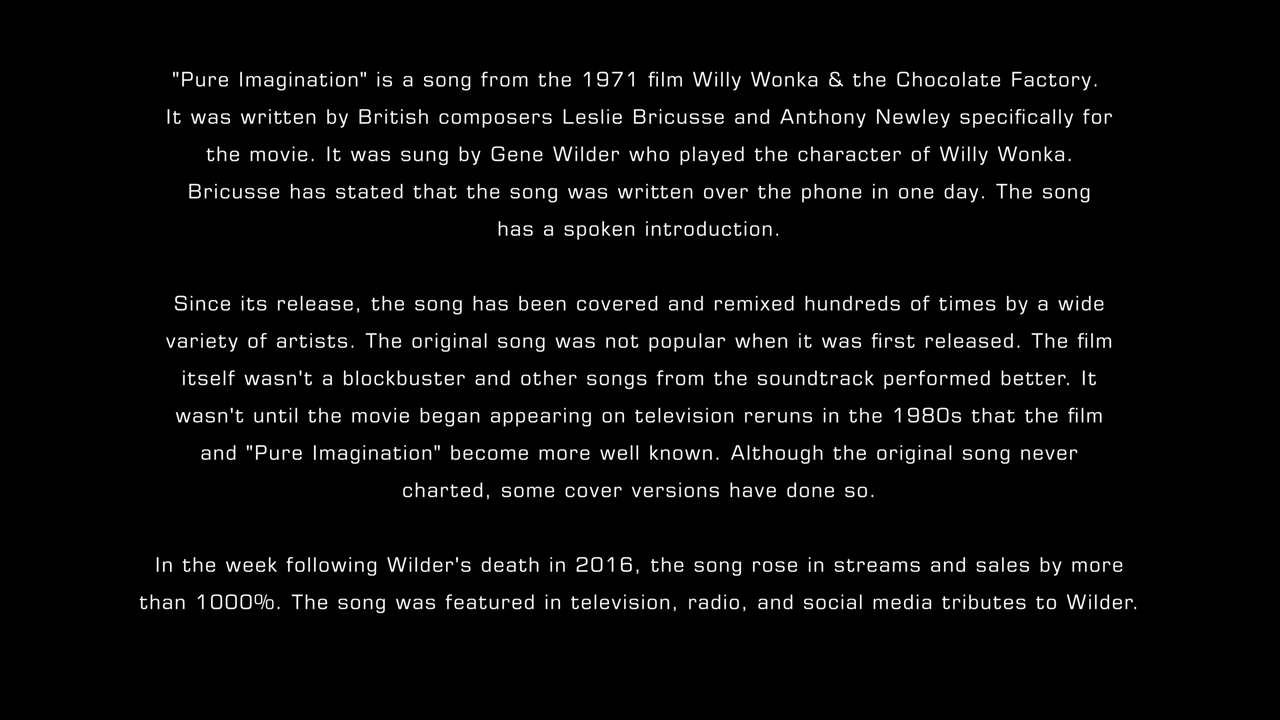 "Pure Imagination" is a song from the 1971 film Willy Wonka & the Chocolate Factory.
It was written by British composers Leslie Bricusse and Anthony Newley specifically for
the movie. It was sung by Gene Wilder who played the character of Willy Wonka.
Bricusse has stated that the song was written over the phone in one day. The song
has a spoken introduction.
Since its release, the song has been covered and remixed hundreds of times by a wide
variety of artists. The original song was not popular when it was first released. The film
itself wasn't a blockbuster and other songs from the soundtrack performed better. It
wasn't until the movie began appearing on television reruns in the 1980s that the film
and "Pure Imagination" become more well known. Although the original song never
charted, some cover versions have done so.
In the week following Wilder's death in 2016, the song rose in streams and sales by more
than 1000%. The song was featured in television, radio, and social media tributes to Wilder.